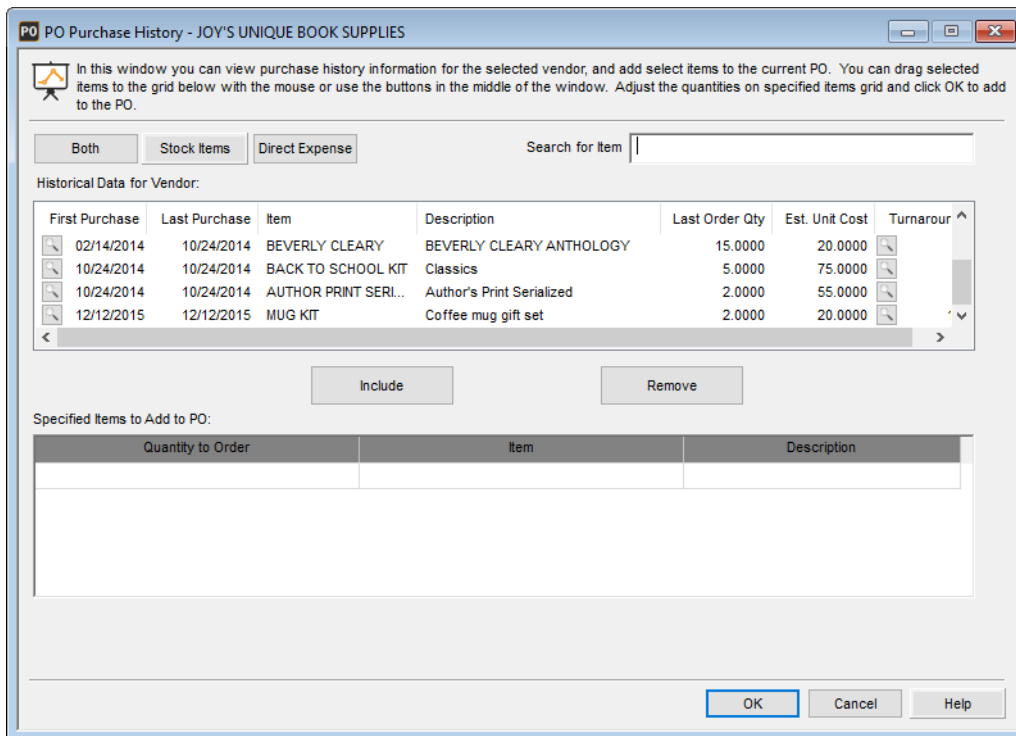 PO PO Purchase History - JOY'S UNIQUE BOOK SUPPLIES
In this window you can view purchase history information for the selected vendor, and add select items to the current PO. You can drag selected
items to the grid below with the mouse or use the buttons in the middle of the window. Adjust the quantities on specified items grid and click OK to add
to the PO.
Both Stock Items Direct Expense Search for Item
Historical Data for Vendor:
First Purchase Last Purchase Item Description Last Order Qty Est. Unit Cost Turnarour
02/14/2014 10/24/2014 BEVERLY CLEARY BEVERLY CLEARY ANTHOLOGY 15.0000 20.0000
10/24/2014 10/24/2014 BACK TO SCHOOL KIT Classics 5.0000 75.0000
10/24/2014 10/24/2014 AUTHOR PRINT SERI... Author's Print Serialized 2.0000 55.0000
12/12/2015 12/12/2015 MUG KIT Coffee mug gift set 2.0000 20.0000
Include Remove
Specified Items to Add to PO:
Quantity to Order Item Description
OK Cancel Help